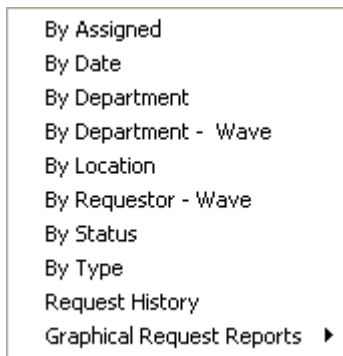 By Assigned
By Date
By Department
By Department -  Wave
By Location
By Requestor - Wave
By Status
By Type
Request History
Graphical Request Reports